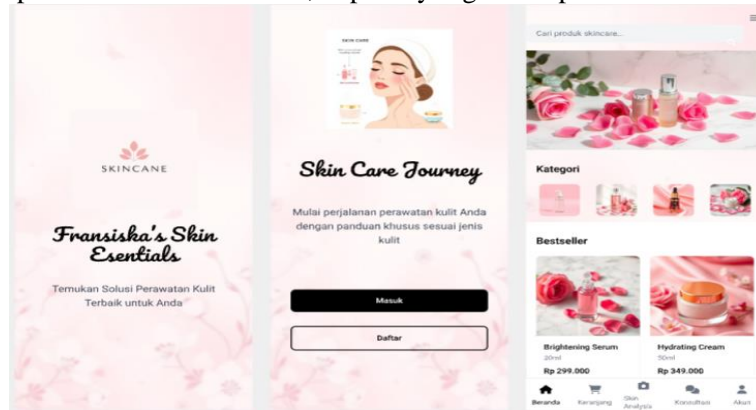 SKINCANE
Fransiska's Skin
Esentials
Temukan Solusi Perawatan Kulit
Terbaik untuk Anda
SKIN CARE
Skin Care Journey
Mulai perjalanan perawatan kulit Anda
dengan panduan khusus sesuai jenis
kulit
Masuk
Daftar
Cari produk skincare...
Kategori
Bestseller
Brightening Serum
20ml
Rp 299.000
Hydrating Cream
50ml
Rp 349.000
Beranda
Keranjang
Skin
Analysis
Konsultasi
Akun